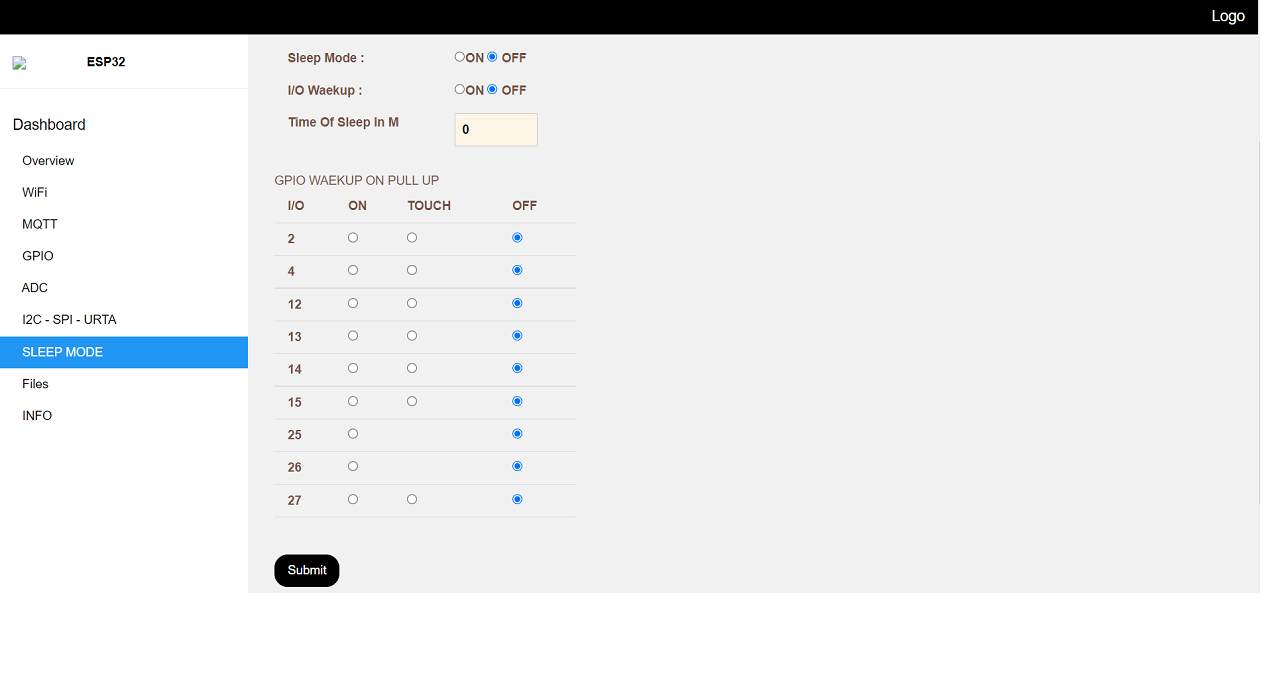 Logo
ESP32
Dashboard
Overview
WiFi
MQTT
GPIO
ADC
I2C - SPI - URTA
SLEEP MODE
Files
INFO
Sleep Mode : ON OFF
I/O Waekup : ON OFF
Time Of Sleep In M 0
GPIO WAEKUP ON PULL UP
I/O ON TOUCH OFF
2
4
12
13
14
15
25
26
27
Submit